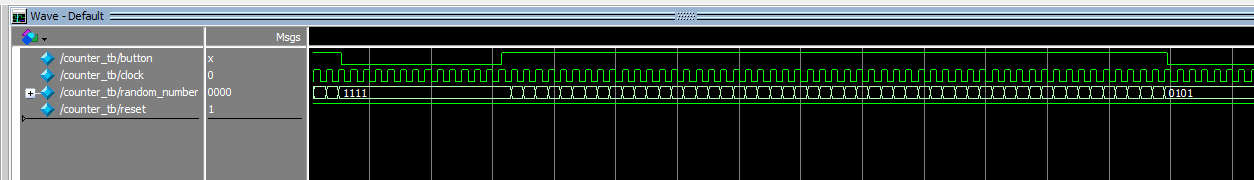 Wave - Default
Msgs
/counter_tb/button x
/counter_tb/clock 0
/counter_tb/random_number 0000 1111 0101
/counter_tb/reset 1